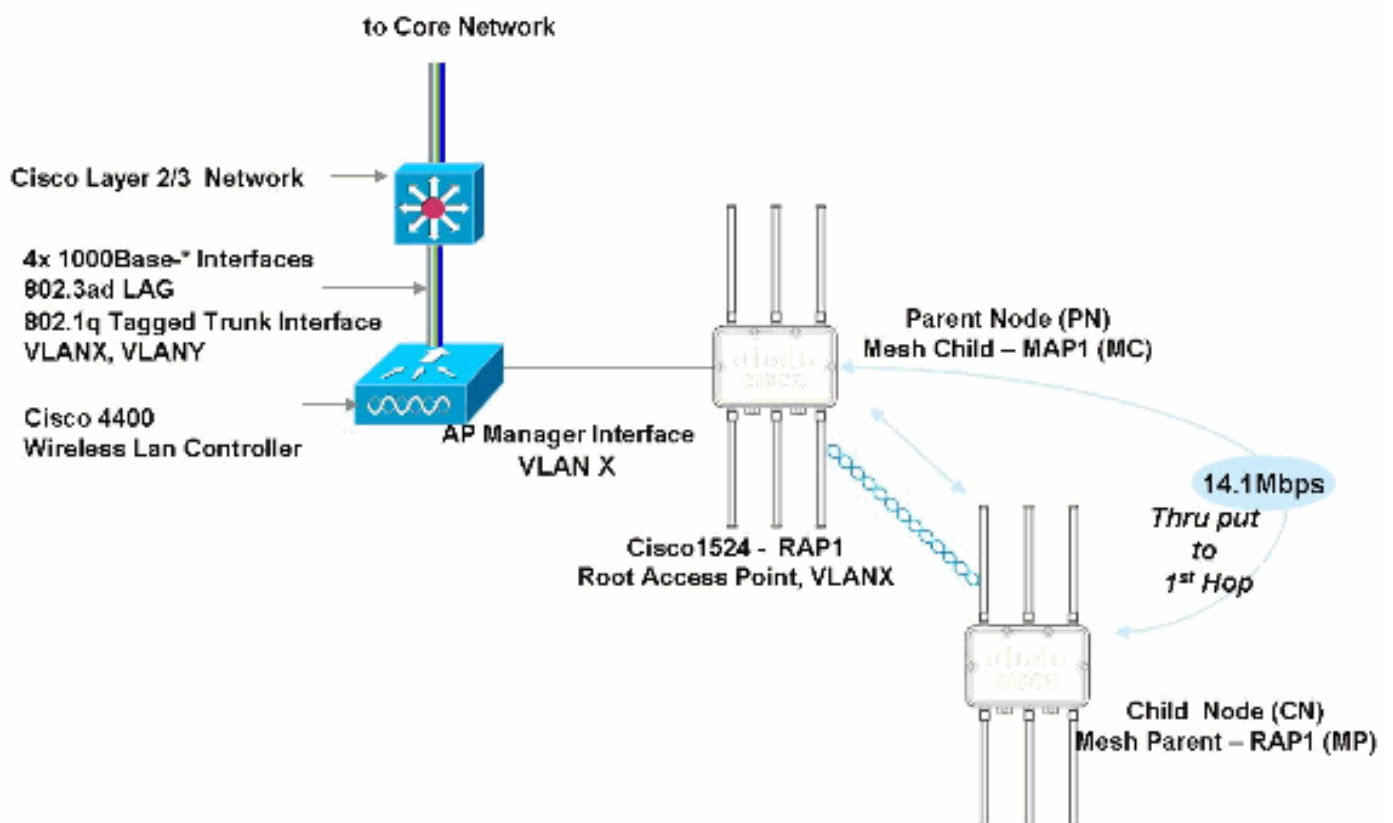 to Core Network
Cisco Layer 2/3 Network
4x 1000Base-* Interfaces
802.3ad LAG
802.1q Tagged Trunk Interface
VLANX, VLANY
Cisco 4400
Wireless Lan Controller
AP Manager Interface
VLAN X
Parent Node (PN)
Mesh Child – MAP1 (MC)
14.1Mbps
Thru put
to
1st Hop
Cisco1524 - RAP1
Root Access Point, VLANX
Child Node (CN)
Mesh Parent – RAP1 (MP)